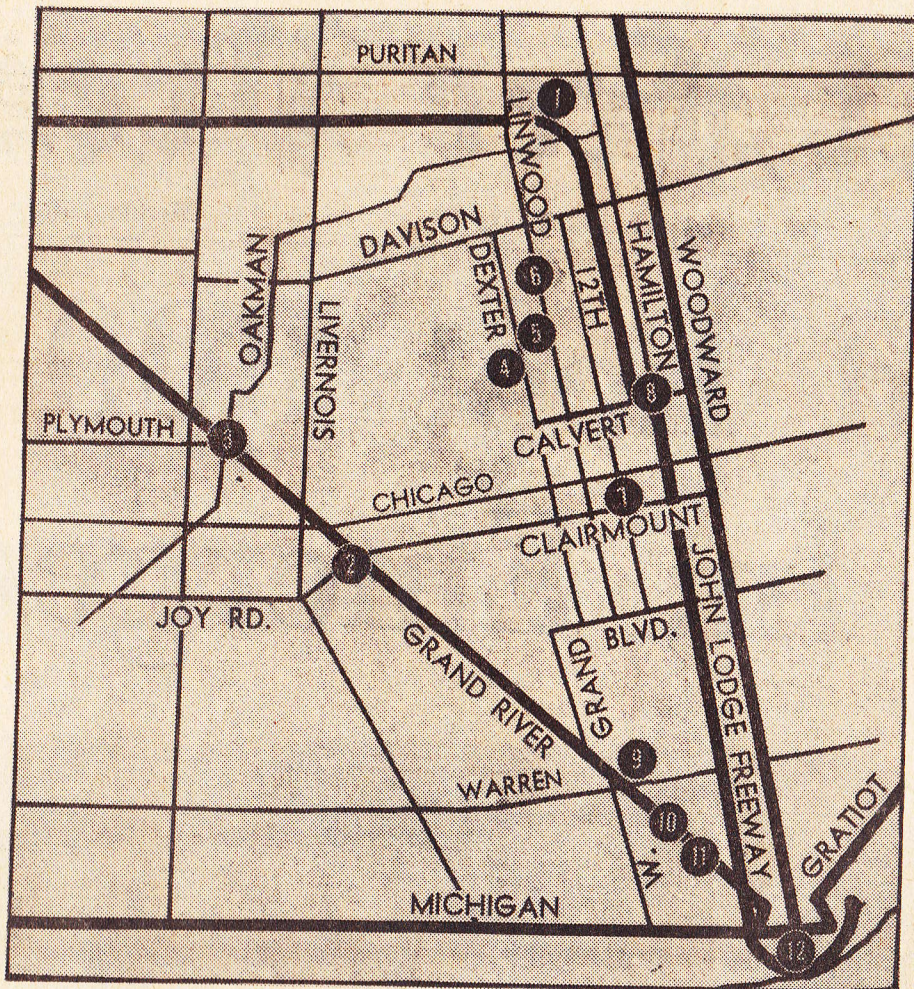 PURITAN
7
LINWOOD
DAVISON
OAKMAN
DEXTER
6
12TH
HAMILTON
WOODWARD
LIVERNOIS
5
4
8
PLYMOUTH
3
CALVERT
CHICAGO
1
CLAIRMOUNT
2
JOY RD.
JOHN LODGE FREEWAY
BLVD.
GRAND
GRAND RIVER
9
WARREN
10
11
W.
GRATIOT
MICHIGAN
12